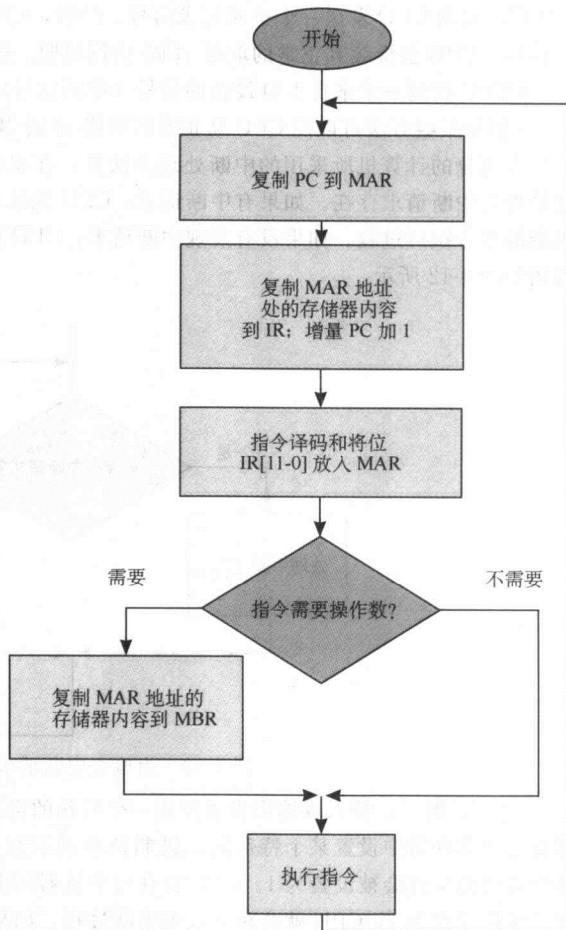 开始
复制 PC 到 MAR
复制 MAR 地址
处的存储器内容
到 IR；增量 PC 加 1
指令译码和将位
IR[11-0] 放入 MAR
需要
不需要
指令需要操作数？
复制 MAR 地址的
存储器内容到 MBR
执行指令